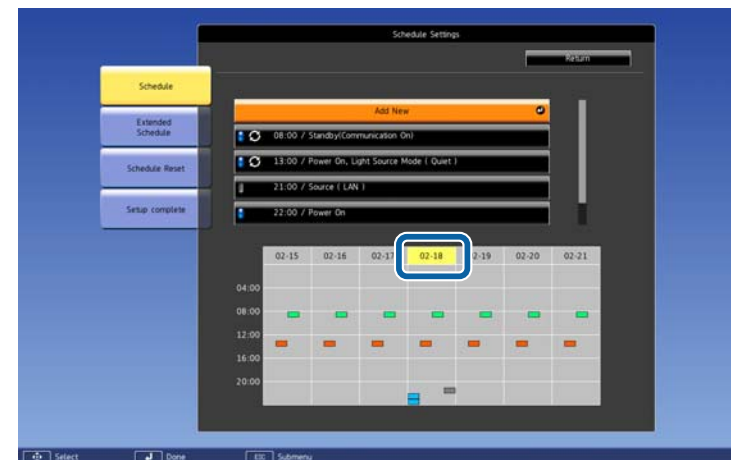 Schedule Settings
Return
Schedule
Extended
Schedule
Schedule Reset
Setup complete
Add New
08:00 / Standby(Communication On)
13:00 / Power On, Light Source Mode ( Quiet )
21:00 / Source ( LAN )
22:00 / Power On
02-15 02-16 02-17 02-18 02-19 02-20 02-21
04:00
08:00
12:00
16:00
20:00
Select Done Esc Submenu